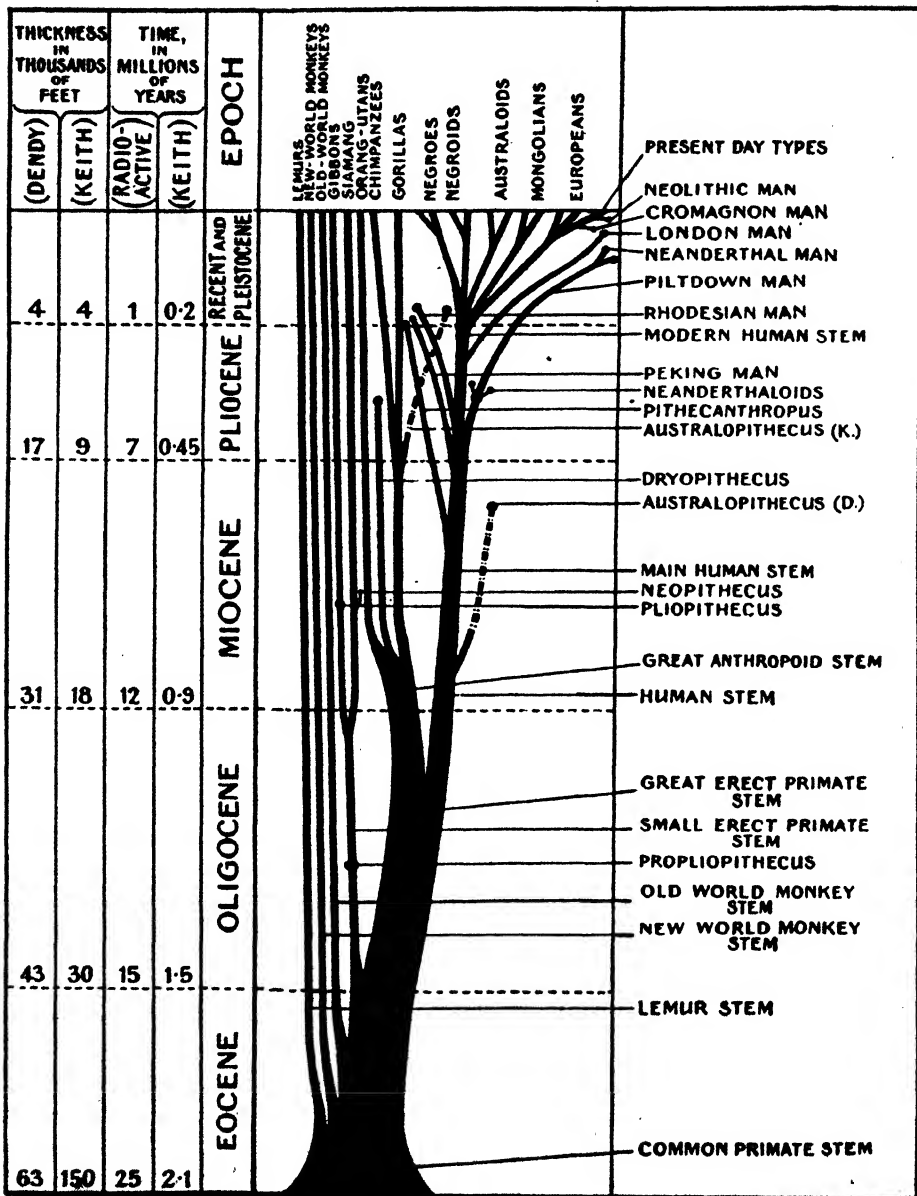 THICKNESS
IN
THOUSANDS
OF
FEET
TIME,
IN
MILLIONS
OF
YEARS
(DENDY)
(KEITH)
(RADIO-
ACTIVE)
(KEITH)
EPOCH
LEMURS
NEW-WORLD MONKEYS
OLD-WORLD MONKEYS
GIBBONS
SIAMANG
ORANG-UTANS
CHIMPANZEES
GORILLAS
NEGROES
NEGROIDS
AUSTRALOIDS
MONGOLIANS
EUROPEANS
PRESENT DAY TYPES
NEOLITHIC MAN
CROMAGNON MAN
LONDON MAN
NEANDERTHAL MAN
PILTDOWN MAN
RHODESIAN MAN
MODERN HUMAN STEM
PEKING MAN
NEANDERTHALOIDS
PITHECANTHROPUS
AUSTRALOPITHECUS (K.)
DRYOPITHECUS
AUSTRALOPITHECUS (D.)
MAIN HUMAN STEM
NEOPITHECUS
PLIOPITHECUS
GREAT ANTHROPOID STEM
HUMAN STEM
GREAT ERECT PRIMATE
STEM
SMALL ERECT PRIMATE
STEM
PROPLIOPITHECUS
OLD WORLD MONKEY
STEM
NEW WORLD MONKEY
STEM
LEMUR STEM
COMMON PRIMATE STEM
RECENT AND
PLEISTOCENE
4 4 1 0·2
PLIOCENE
17 9 7 0·45
MIOCENE
31 18 12 0·9
OLIGOCENE
43 30 15 1·5
EOCENE
63 150 25 2·1